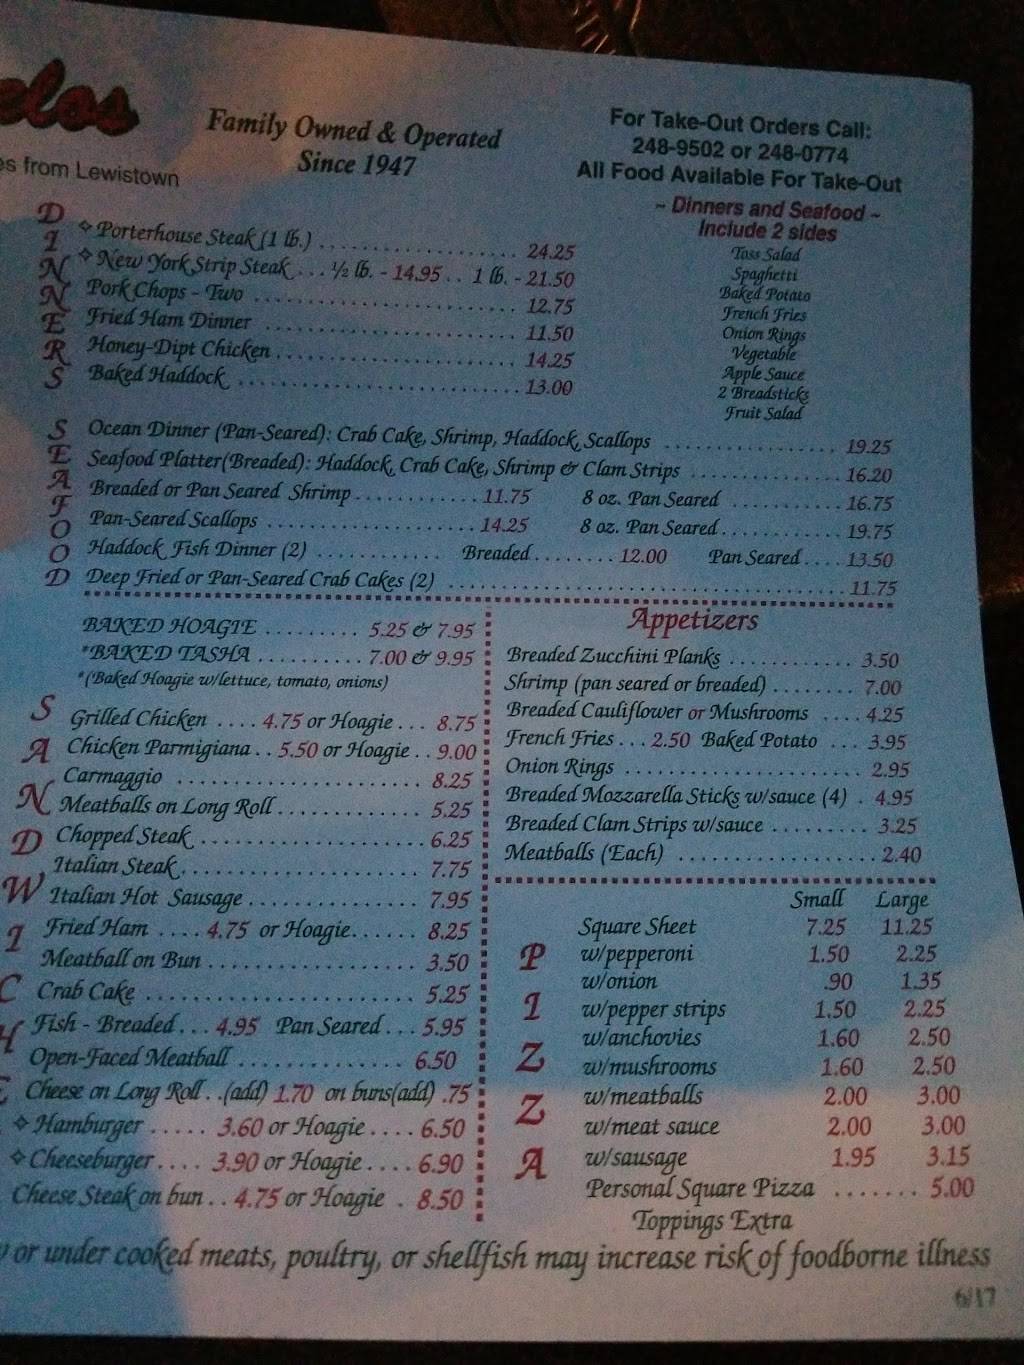 elos
Family Owned & Operated
Since 1947
es from Lewistown
For Take-Out Orders Call:
248-9502 or 248-0774
All Food Available For Take-Out
~ Dinners and Seafood ~
Include 2 sides
Toss Salad
Spaghetti
Baked Potato
French Fries
Onion Rings
Vegetable
Apple Sauce
2 Breadsticks
Fruit Salad
DINNERS
✧ Porterhouse Steak (1 lb.) .................... 24.25
✧ New York Strip Steak ... ½ lb. - 14.95 .. 1 lb. - 21.50
Pork Chops - Two .......................... 12.75
Fried Ham Dinner ......................... 11.50
Honey-Dipt Chicken ........................ 14.25
Baked Haddock ............................ 13.00
SEAFOOD
Ocean Dinner (Pan-Seared): Crab Cake, Shrimp, Haddock, Scallops ................. 19.25
Seafood Platter(Breaded): Haddock, Crab Cake, Shrimp & Clam Strips ............... 16.20
Breaded or Pan Seared Shrimp ............ 11.75 8 oz. Pan Seared ........... 16.75
Pan-Seared Scallops ..................... 14.25 8 oz. Pan Seared ............ 19.75
Haddock Fish Dinner (2) ............ Breaded ........ 12.00 Pan Seared .... 13.50
Deep Fried or Pan-Seared Crab Cakes (2) ........................................ 11.75
BAKED HOAGIE ......... 5.25 & 7.95
*BAKED TASHA .......... 7.00 & 9.95
*(Baked Hoagie w/lettuce, tomato, onions)
SANDWICHE
Grilled Chicken .... 4.75 or Hoagie ... 8.75
Chicken Parmigiana .. 5.50 or Hoagie .. 9.00
Carmaggio ....................... 8.25
Meatballs on Long Roll ............. 5.25
Chopped Steak ..................... 6.25
Italian Steak ....................... 7.75
Italian Hot Sausage ................ 7.95
Fried Ham .... 4.75 or Hoagie ...... 8.25
Meatball on Bun ................... 3.50
Crab Cake ......................... 5.25
Fish - Breaded ... 4.95 Pan Seared ... 5.95
Open-Faced Meatball .............. 6.50
Cheese on Long Roll ..(add) 1.70 on buns(add) .75
✧ Hamburger ..... 3.60 or Hoagie .... 6.50
✧ Cheeseburger .... 3.90 or Hoagie .... 6.90
Cheese Steak on bun .. 4.75 or Hoagie . 8.50
Appetizers
Breaded Zucchini Planks ............ 3.50
Shrimp (pan seared or breaded) ........ 7.00
Breaded Cauliflower or Mushrooms .... 4.25
French Fries ... 2.50 Baked Potato ... 3.95
Onion Rings ...................... 2.95
Breaded Mozzarella Sticks w/sauce (4) . 4.95
Breaded Clam Strips w/sauce ......... 3.25
Meatballs (Each) .................. 2.40
PIZZA
Small Large
Square Sheet 7.25 11.25
w/pepperoni 1.50 2.25
w/onion .90 1.35
w/pepper strips 1.50 2.25
w/anchovies 1.60 2.50
w/mushrooms 1.60 2.50
w/meatballs 2.00 3.00
w/meat sauce 2.00 3.00
w/sausage 1.95 3.15
Personal Square Pizza ....... 5.00
Toppings Extra
or under cooked meats, poultry, or shellfish may increase risk of foodborne illness
6/17